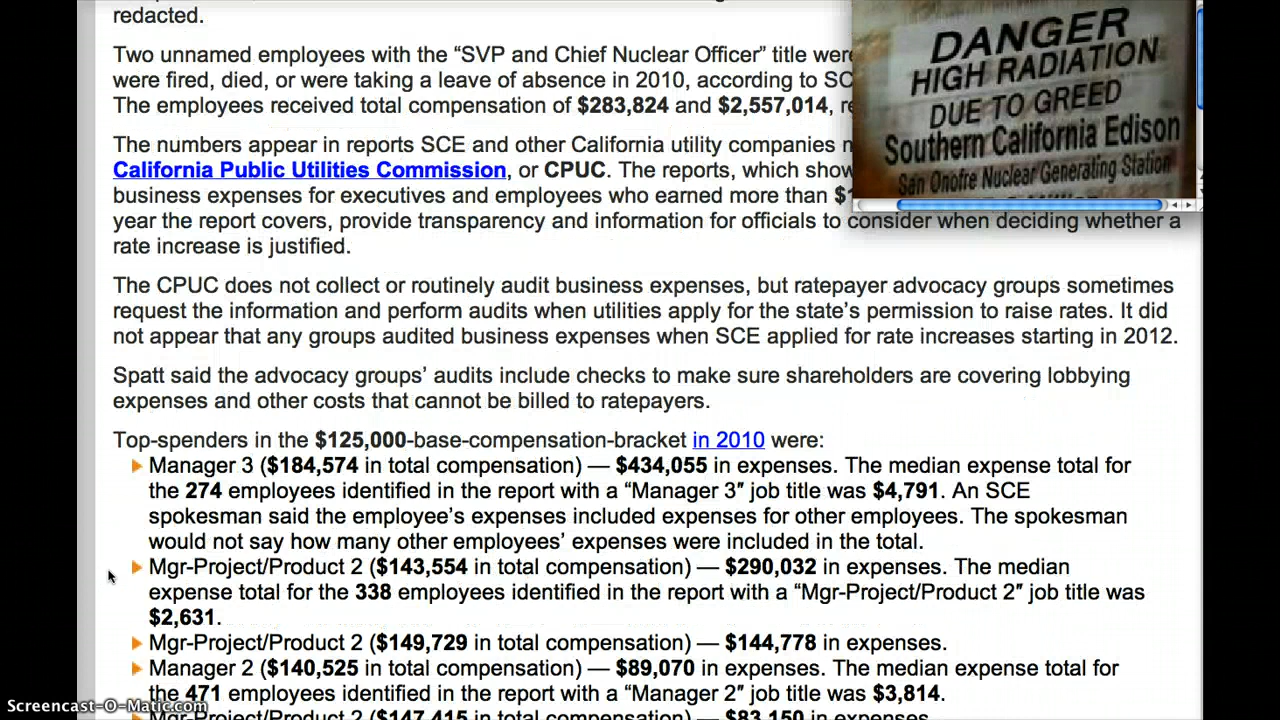 redacted.
Two unnamed employees with the “SVP and Chief Nuclear Officer” title were
were fired, died, or were taking a leave of absence in 2010, according to SC
The employees received total compensation of $283,824 and $2,557,014, re
The numbers appear in reports SCE and other California utility companies
California Public Utilities Commission, or CPUC. The reports, which show
business expenses for executives and employees who earned more than $1
year the report covers, provide transparency and information for officials to consider when deciding whether a
rate increase is justified.
DANGER
HIGH RADIATION
DUE TO GREED
Southern California Edison
San Onofre Nuclear Generating Station
The CPUC does not collect or routinely audit business expenses, but ratepayer advocacy groups sometimes
request the information and perform audits when utilities apply for the state’s permission to raise rates. It did
not appear that any groups audited business expenses when SCE applied for rate increases starting in 2012.
Spatt said the advocacy groups’ audits include checks to make sure shareholders are covering lobbying
expenses and other costs that cannot be billed to ratepayers.
Top-spenders in the $125,000-base-compensation-bracket in 2010 were:
Manager 3 ($184,574 in total compensation) — $434,055 in expenses. The median expense total for
the 274 employees identified in the report with a “Manager 3″ job title was $4,791. An SCE
spokesman said the employee’s expenses included expenses for other employees. The spokesman
would not say how many other employees’ expenses were included in the total.
Mgr-Project/Product 2 ($143,554 in total compensation) — $290,032 in expenses. The median
expense total for the 338 employees identified in the report with a “Mgr-Project/Product 2″ job title was
$2,631.
Mgr-Project/Product 2 ($149,729 in total compensation) — $144,778 in expenses.
Manager 2 ($140,525 in total compensation) — $89,070 in expenses. The median expense total for
the 471 employees identified in the report with a “Manager 2″ job title was $3,814.
Mgr-Project/Product 2 ($147,415 in total compensation) — $83,150 in expenses.
Screencast-O-Matic.com